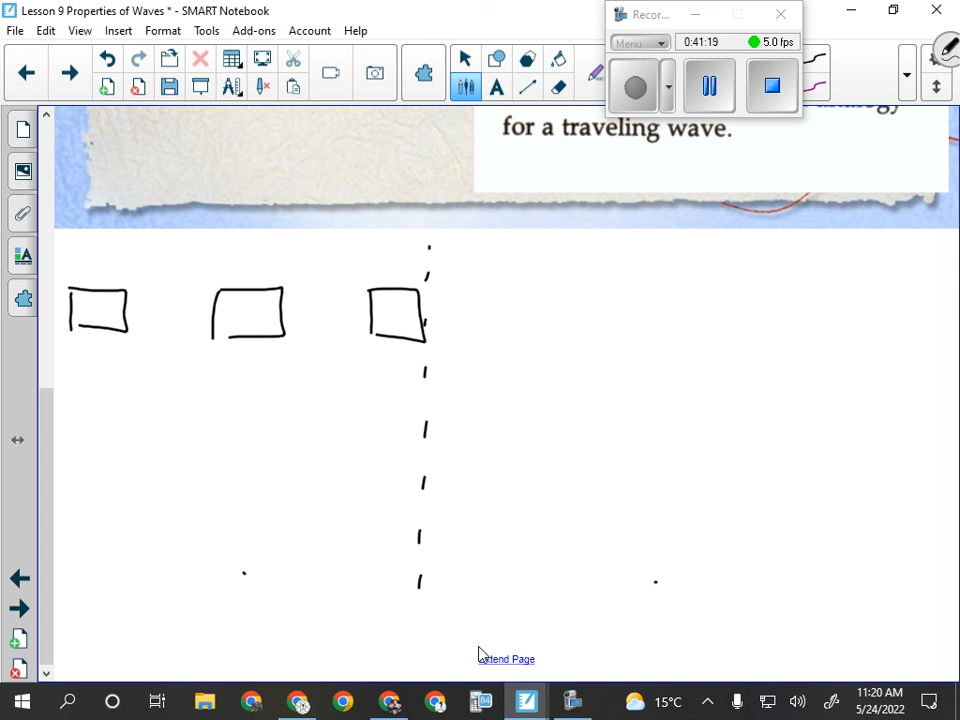 Lesson 9 Properties of Waves * - SMART Notebook
Recor...
File Edit View Insert Format Tools Add-ons Account Help
Menu 0:41:19 5.0 fps
for a traveling wave.
Extend Page
15°C
11:20 AM
5/24/2022